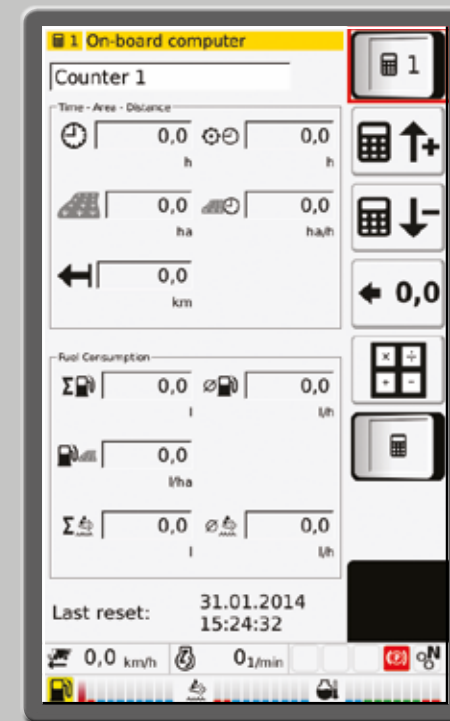 1 On-board computer
1
Counter 1
Time - Area - Distance
0,0 0,0
h h
0,0 0,0
ha ha/h
0,0
km
0,0
Fuel Consumption
× ÷
+ −
Σ 0,0 ⌀ 0,0
l l/h
0,0
l/ha
Σ 0,0 ⌀ 0,0
l l/h
Last reset: 31.01.2014
15:24:32
0,0 km/h 0 1/min (P) N